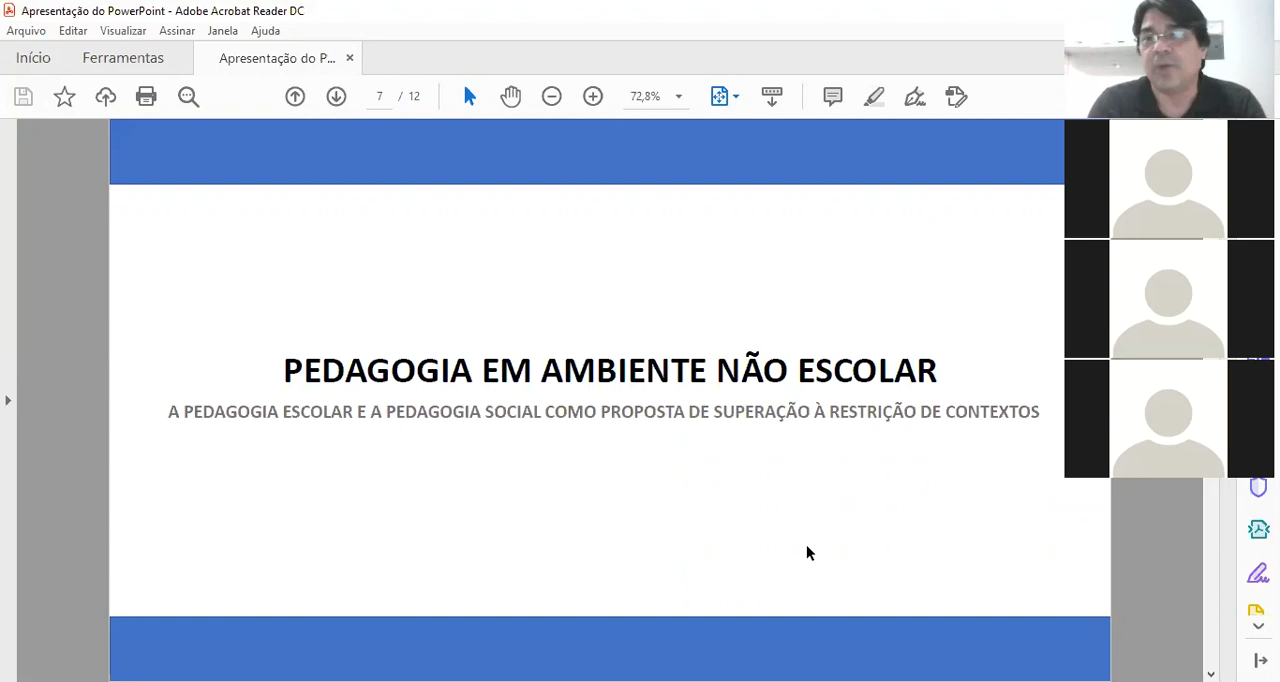 Apresentação do PowerPoint - Adobe Acrobat Reader DC
Arquivo Editar Visualizar Assinar Janela Ajuda
Início Ferramentas Apresentação do P... ×
7 / 12 72,8%
PEDAGOGIA EM AMBIENTE NÃO ESCOLAR
A PEDAGOGIA ESCOLAR E A PEDAGOGIA SOCIAL COMO PROPOSTA DE SUPERAÇÃO À RESTRIÇÃO DE CONTEXTOS